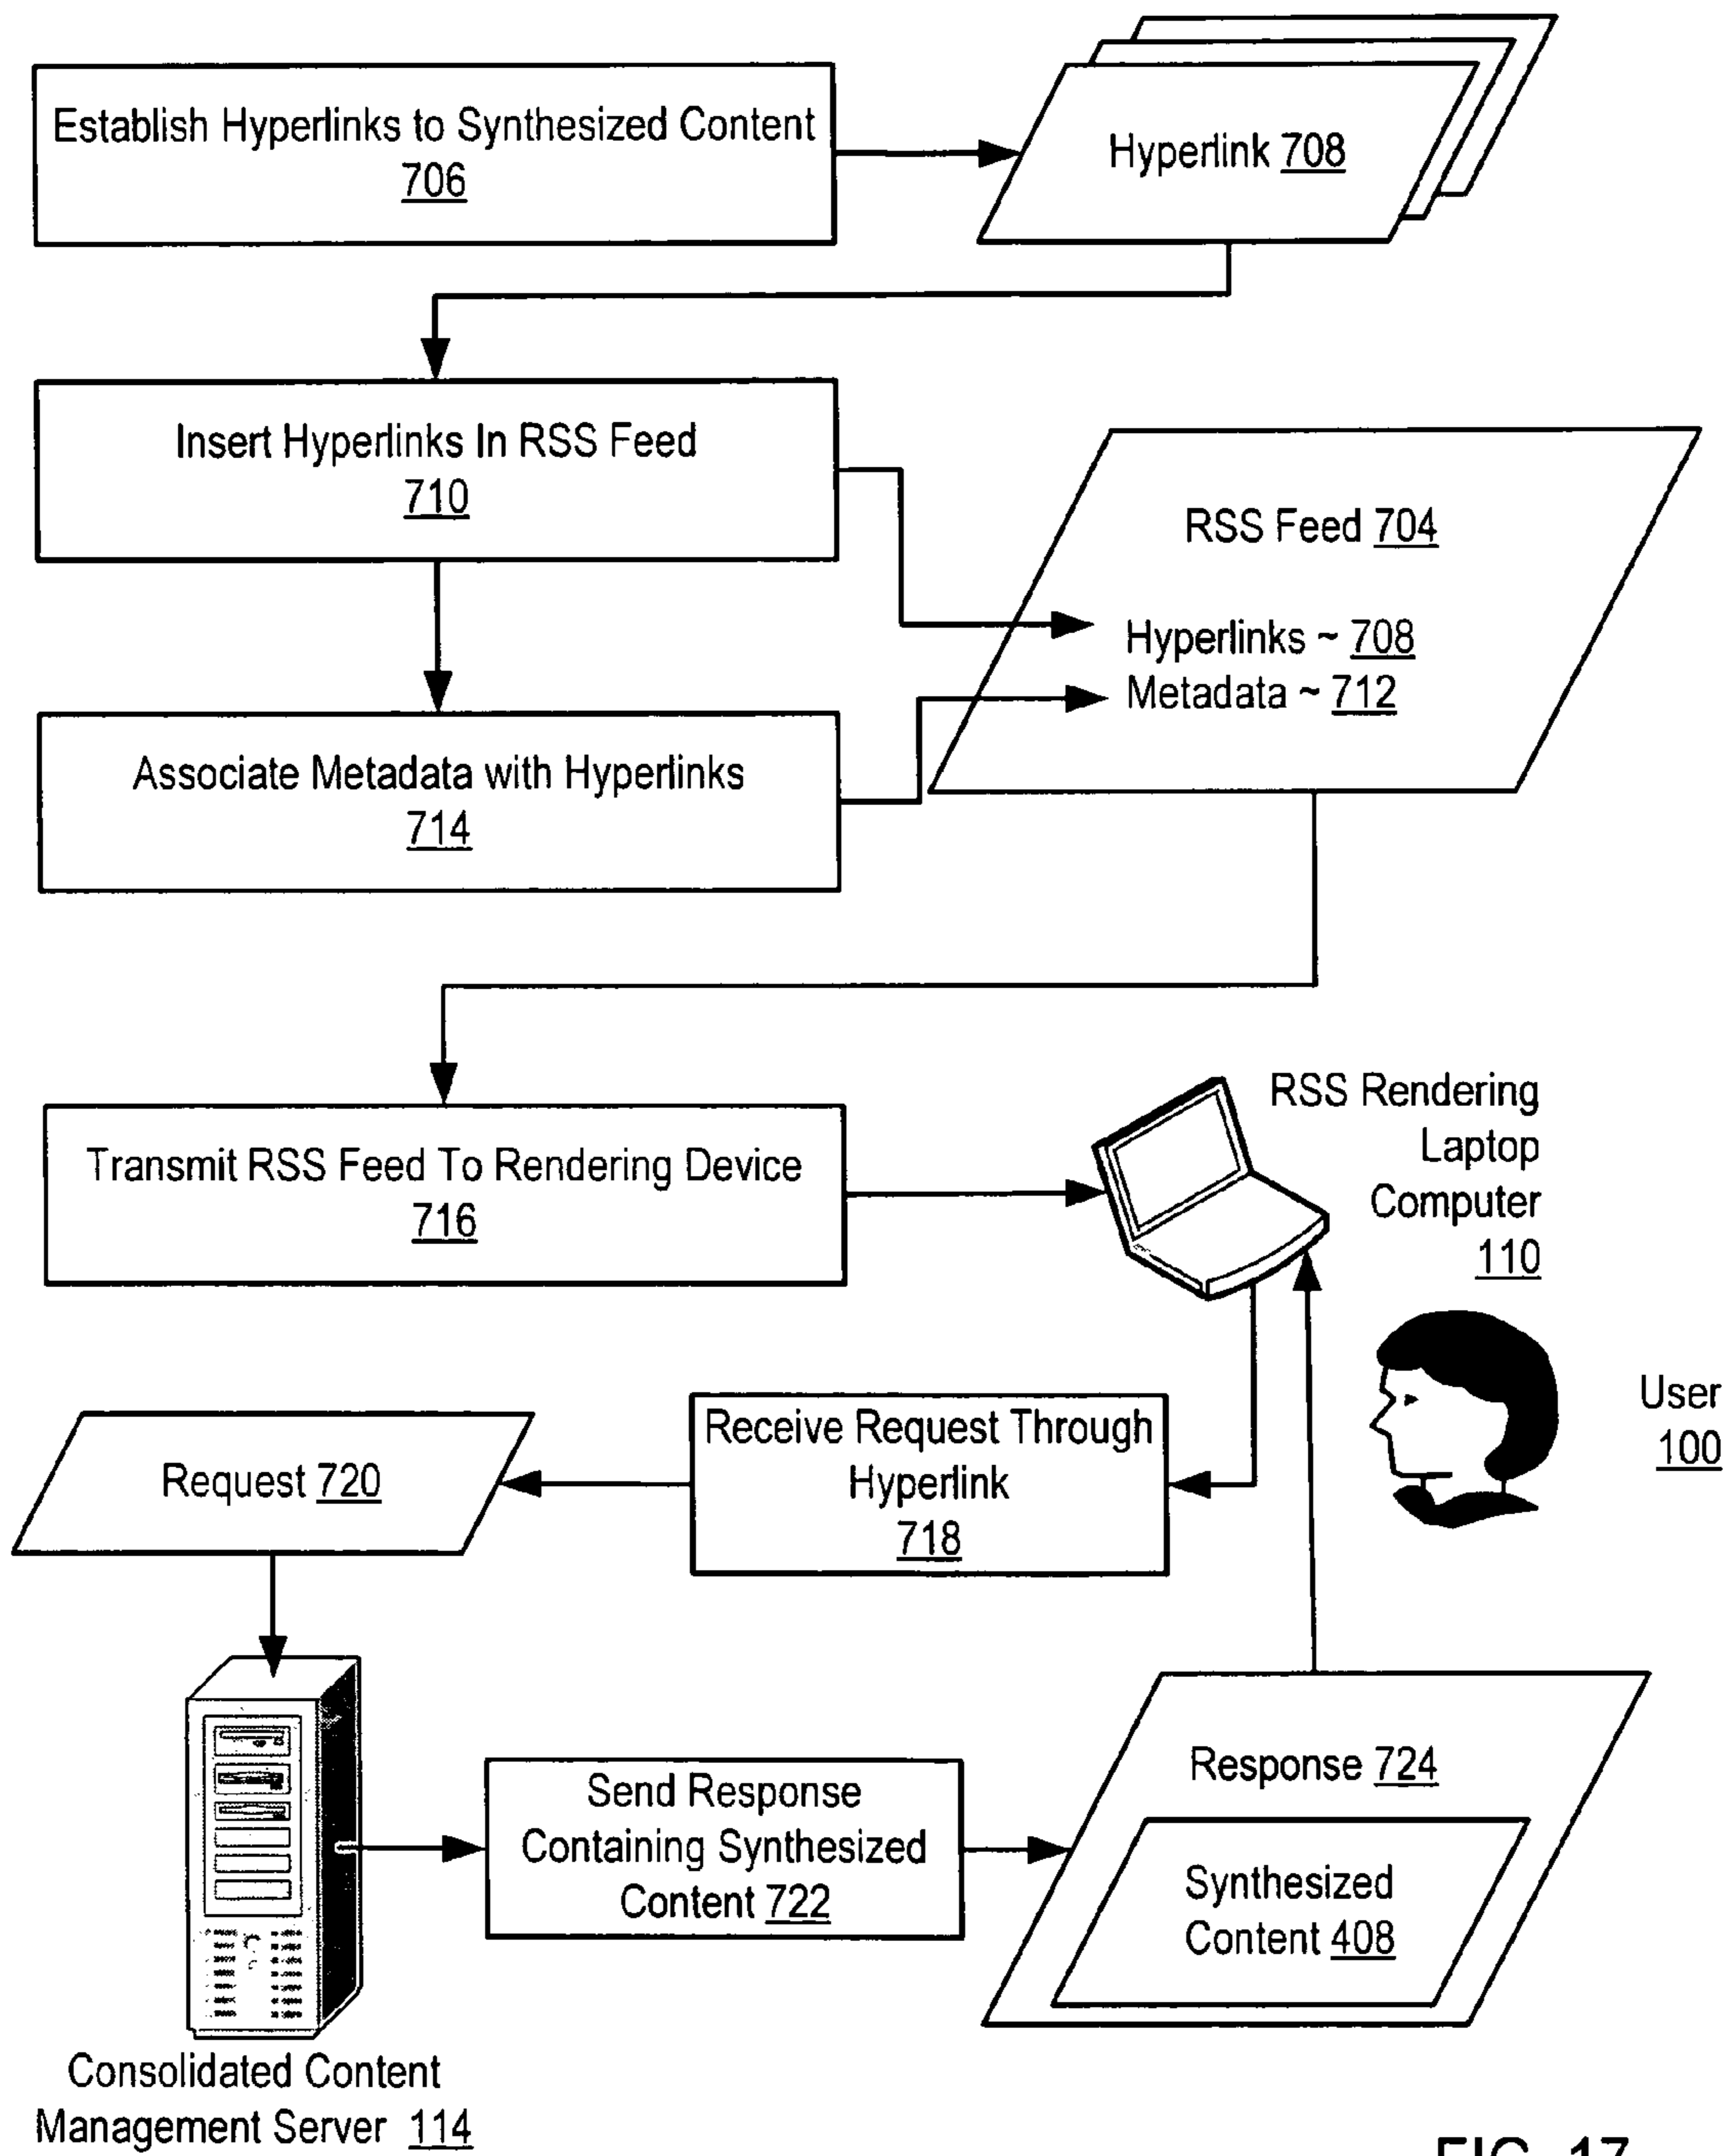 Establish Hyperlinks to Synthesized Content
706
Hyperlink 708
Insert Hyperlinks In RSS Feed
710
RSS Feed 704
Hyperlinks ~ 708
Metadata ~ 712
Associate Metadata with Hyperlinks
714
Transmit RSS Feed To Rendering Device
716
RSS Rendering
Laptop
Computer
110
User
100
Receive Request Through
Hyperlink
718
Request 720
Send Response
Containing Synthesized
Content 722
Response 724
Synthesized
Content 408
Consolidated Content
Management Server 114
FIG. 17